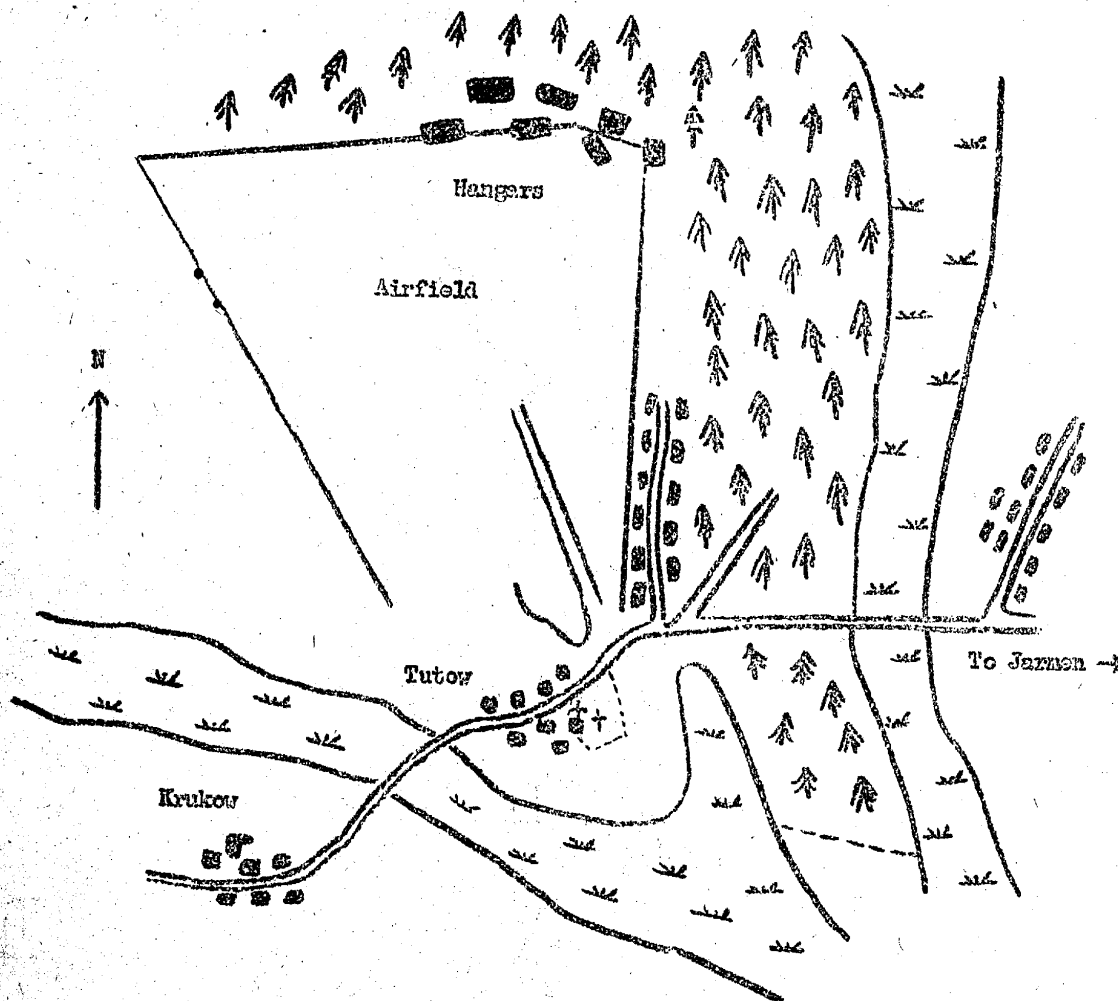 Hangars
Airfield
N
To Jarmen →
Tutow
Krukow